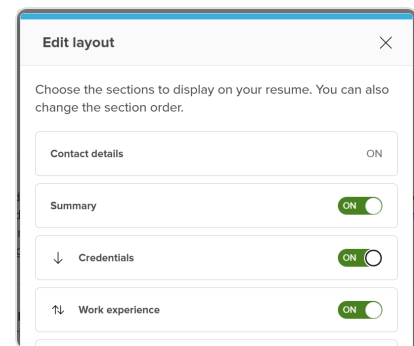 Edit layout
Choose the sections to display on your resume. You can also
change the section order.
Contact details ON
Summary ON
Credentials ON
Work experience ON